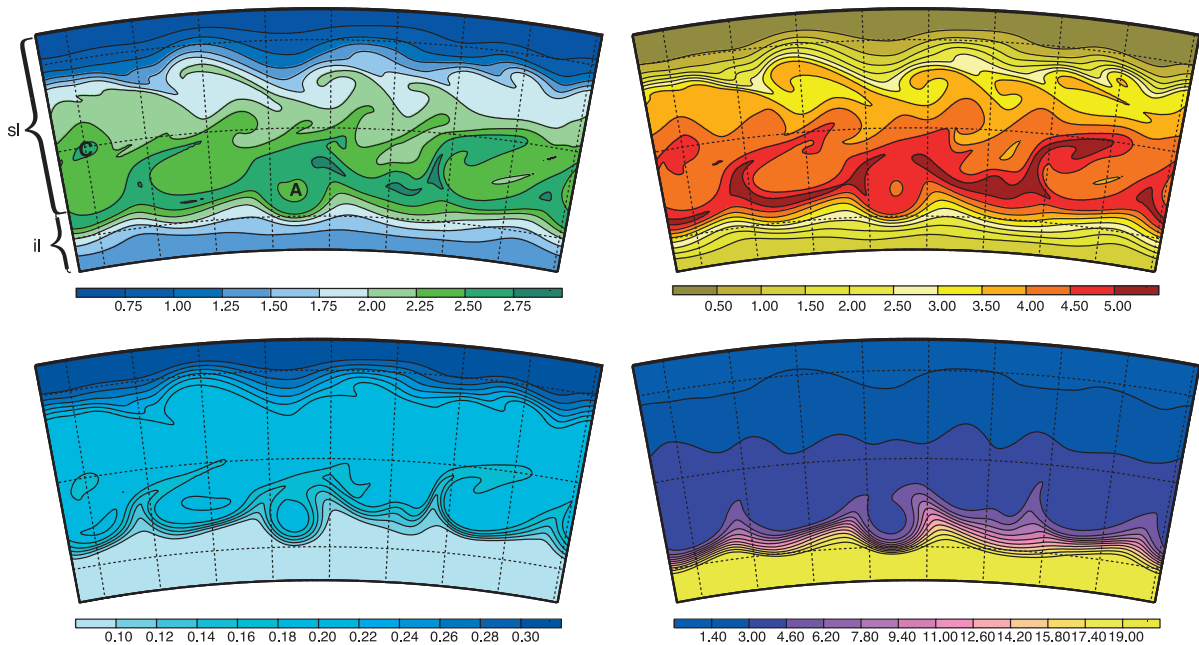 sl
C
A
il
0.75 1.00 1.25 1.50 1.75 2.00 2.25 2.50 2.75
0.50 1.00 1.50 2.00 2.50 3.00 3.50 4.00 4.50 5.00
0.10 0.12 0.14 0.16 0.18 0.20 0.22 0.24 0.26 0.28 0.30
1.40 3.00 4.60 6.20 7.80 9.40 11.00 12.60 14.20 15.80 17.40 19.00